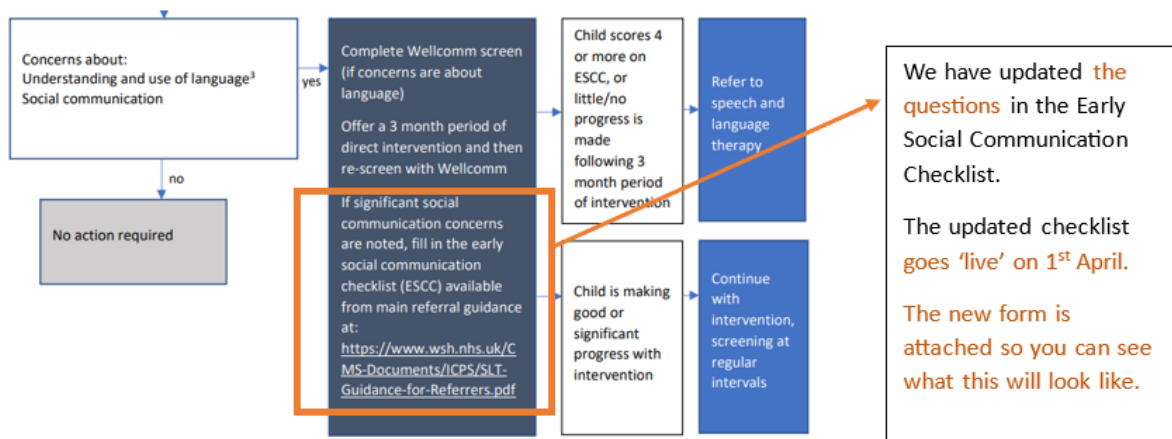 Concerns about:
Understanding and use of language³
Social communication
yes
no
No action required
Complete Wellcomm screen
(if concerns are about
language)
Offer a 3 month period of
direct intervention and then
re-screen with Wellcomm
If significant social
communication concerns
are noted, fill in the early
social communication
checklist (ESCC) available
from main referral guidance
at:
https://www.wsh.nhs.uk/C
MS-Documents/ICPS/SLT-
Guidance-for-Referrers.pdf
Child scores 4
or more on
ESCC, or
little/no
progress is
made
following 3
month period
of intervention
Refer to
speech and
language
therapy
Child is making
good or
significant
progress with
intervention
Continue
with
intervention,
screening at
regular
intervals
We have updated the
questions in the Early
Social Communication
Checklist.
The updated checklist
goes ‘live’ on 1st April.
The new form is
attached so you can see
what this will look like.